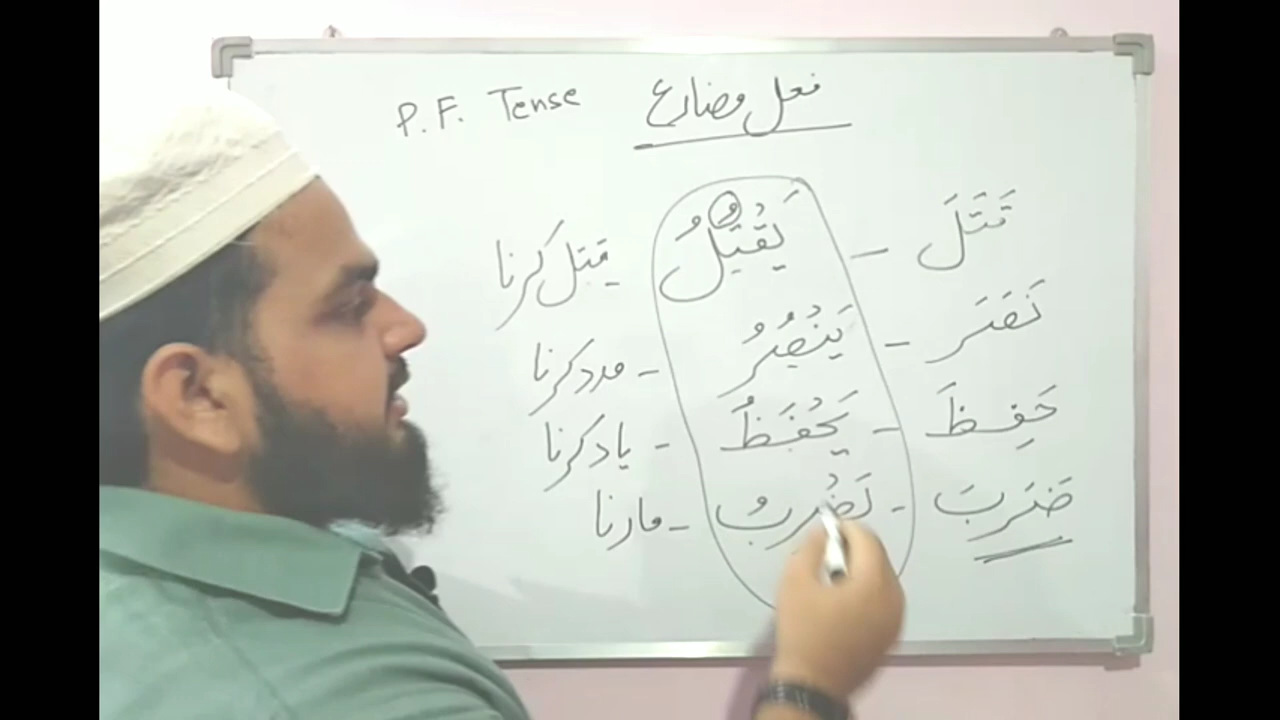 فعل مضارع P. F. Tense
قَتَلَ – يَقْتُلُ – قتل کرنا
نَصَرَ – يَنْصُرُ – مدد کرنا
حَفِظَ – يَحْفَظُ – یاد کرنا
ضَرَبَ – يَضْرِبُ – مارنا